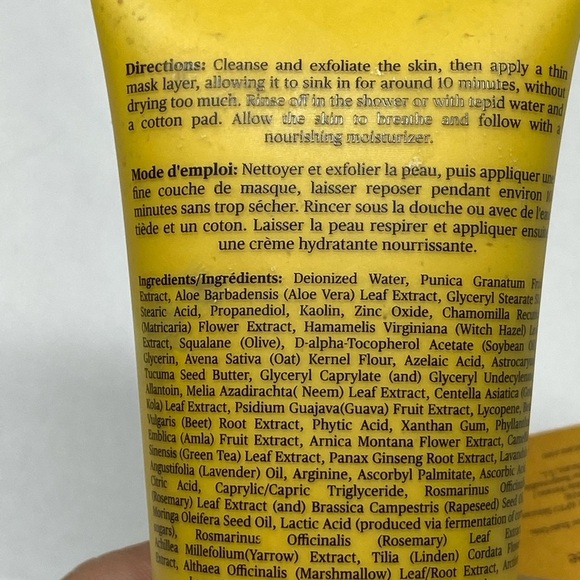 Directions: Cleanse and exfoliate the skin, then apply a thin
mask layer, allowing it to sink in for around 10 minutes, without
drying too much. Rinse off in the shower or with tepid water and
a cotton pad. Allow the skin to breathe and follow with a
nourishing moisturizer.
Mode d'emploi: Nettoyer et exfolier la peau, puis appliquer une
fine couche de masque, laisser reposer pendant environ
minutes sans trop sécher. Rincer sous la douche ou avec de
tiède et un coton. Laisser la peau respirer et appliquer
une crème hydratante nourrissante.
Ingredients/Ingrédients: Deionized Water, Punica Granatum
Extract, Aloe Barbadensis (Aloe Vera) Leaf Extract, Glyceryl Stearate
Stearic Acid, Propanediol, Kaolin, Zinc Oxide, Chamomilla
(Matricaria) Flower Extract, Hamamelis Virginiana (Witch Hazel)
Extract, Squalane (Olive), D-alpha-Tocopherol Acetate (Soybean
Glycerin, Avena Sativa (Oat) Kernel Flour, Azelaic Acid,
Tucuma Seed Butter, Glyceryl Caprylate (and) Glyceryl
Allantoin, Melia Azadirachta( Neem) Leaf Extract, Centella Asiatica
Kola) Leaf Extract, Psidium Guajava(Guava) Fruit Extract, Lycopene,
Vulgaris (Beet) Root Extract, Phytic Acid, Xanthan Gum,
Emblica (Amla) Fruit Extract, Arnica Montana Flower Extract,
Sinensis (Green Tea) Leaf Extract, Panax Ginseng Root Extract,
Angustifolia (Lavender) Oil, Arginine, Ascorbyl Palmitate, Ascorbic
Citric Acid, Caprylic/Capric Triglyceride, Rosmarinus
(Rosemary) Leaf Extract (and) Brassica Campestris (Rapeseed) Seed
Moringa Oleifera Seed Oil, Lactic Acid (produced via fermentation of
sugars), Rosmarinus Officinalis (Rosemary) Leaf
Achillea Millefolium(Yarrow) Extract, Tilia (Linden) Cordata
Extract, Althaea Officinalis (Marshmallow) Leaf/Root Extract,